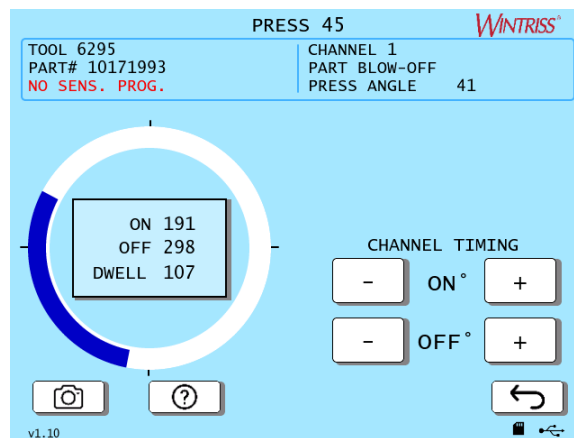 PRESS 45
WINTRISS®
TOOL 6295
PART# 10171993
NO SENS. PROG.
CHANNEL 1
PART BLOW-OFF
PRESS ANGLE 41
ON 191
OFF 298
DWELL 107
CHANNEL TIMING
- ON° +
- OFF° +
?
v1.10